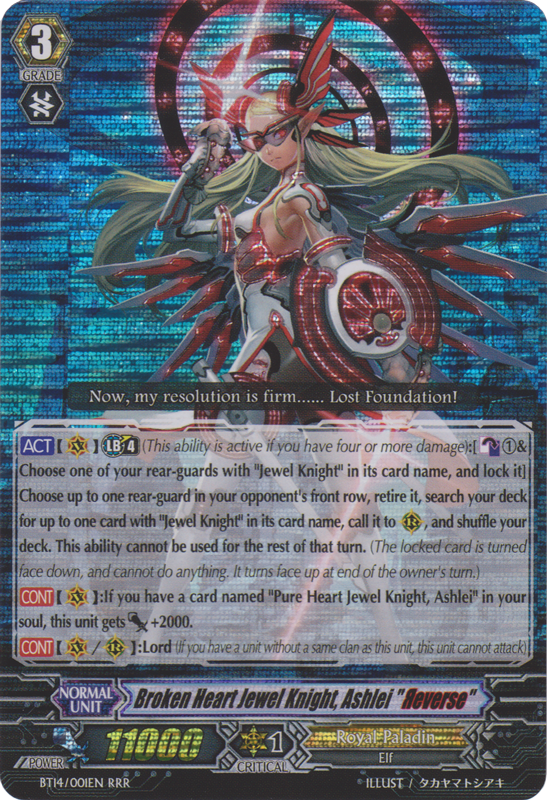 3
GRADE
Now, my resolution is firm...... Lost Foundation!
ACT【 】LB4 (This ability is active if you have four or more damage):[ ①&
Choose one of your rear-guards with "Jewel Knight" in its card name, and lock it]
Choose up to one rear-guard in your opponent's front row, retire it, search your deck
for up to one card with "Jewel Knight" in its card name, call it to R, and shuffle your
deck. This ability cannot be used for the rest of that turn. (The locked card is turned
face down, and cannot do anything. It turns face up at end of the owner's turn.)
CONT【 】:If you have a card named "Pure Heart Jewel Knight, Ashlei" in your
soul, this unit gets +2000.
CONT【 / R】:Lord (If you have a unit without a same clan as this unit, this unit cannot attack)
NORMAL
UNIT
Broken Heart Jewel Knight, Ashlei "Reverse"
POWER
11000
1
CRITICAL
Royal Paladin
Elf
BT14/001EN RRR
ILLUST / タカヤマトシアキ